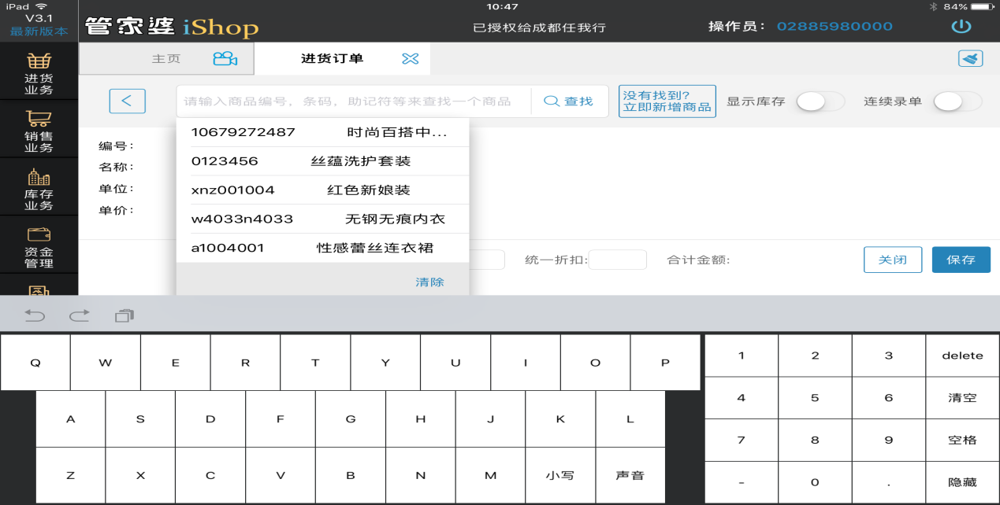 iPad
10:47
84%
V3.1
最新版本
管家婆 iShop
已授权给成都任我行
操作员： 02885980000
主页
进货订单
进货
业务
销售
业务
库存
业务
资金
管理
请输入商品编号，条码，助记符等来查找一个商品
查找
没有找到?
立即新增商品
显示库存
连续录单
编号：
名称：
单位：
单价：
10679272487 时尚百搭中...
0123456 丝蕴洗护套装
xnz001004 红色新娘装
w4033n4033 无钢无痕内衣
a1004001 性感蕾丝连衣裙
清除
统一折扣:
合计金额:
关闭
保存
Q W E R T Y U I O P
A S D F G H J K L
Z X C V B N M 小写 声音
1 2 3 delete
4 5 6 清空
7 8 9 空格
- 0 . 隐藏